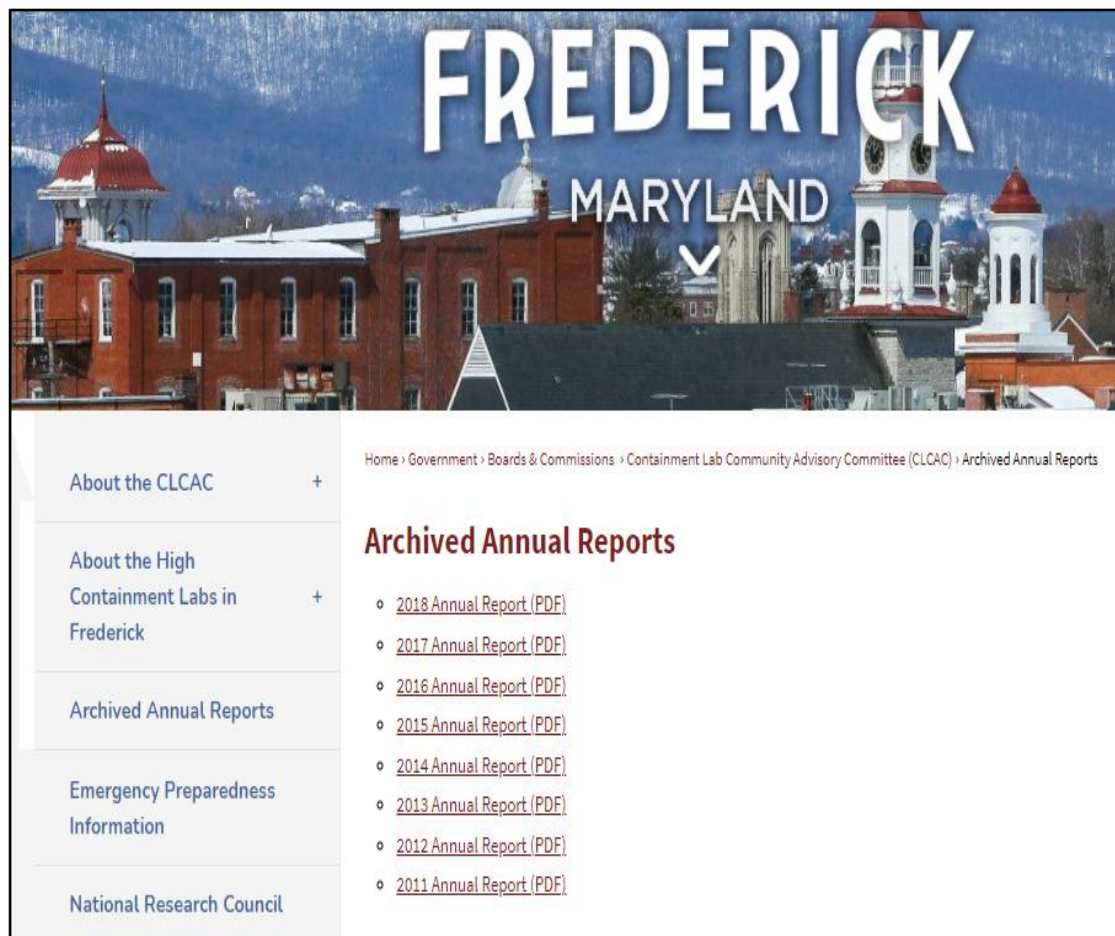 FREDERICK
MARYLAND
About the CLCAC +
About the High
Containment Labs in +
Frederick
Archived Annual Reports
Emergency Preparedness
Information
National Research Council
Home › Government › Boards & Commissions › Containment Lab Community Advisory Committee (CLCAC) › Archived Annual Reports
Archived Annual Reports
2018 Annual Report (PDF)
2017 Annual Report (PDF)
2016 Annual Report (PDF)
2015 Annual Report (PDF)
2014 Annual Report (PDF)
2013 Annual Report (PDF)
2012 Annual Report (PDF)
2011 Annual Report (PDF)